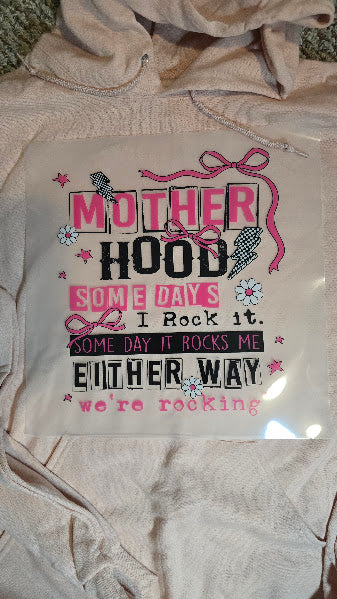 MOTHER
HOOD
SOME DAYS
I Rock it.
SOME DAY IT ROCKS ME
EITHER WAY
we're rocking